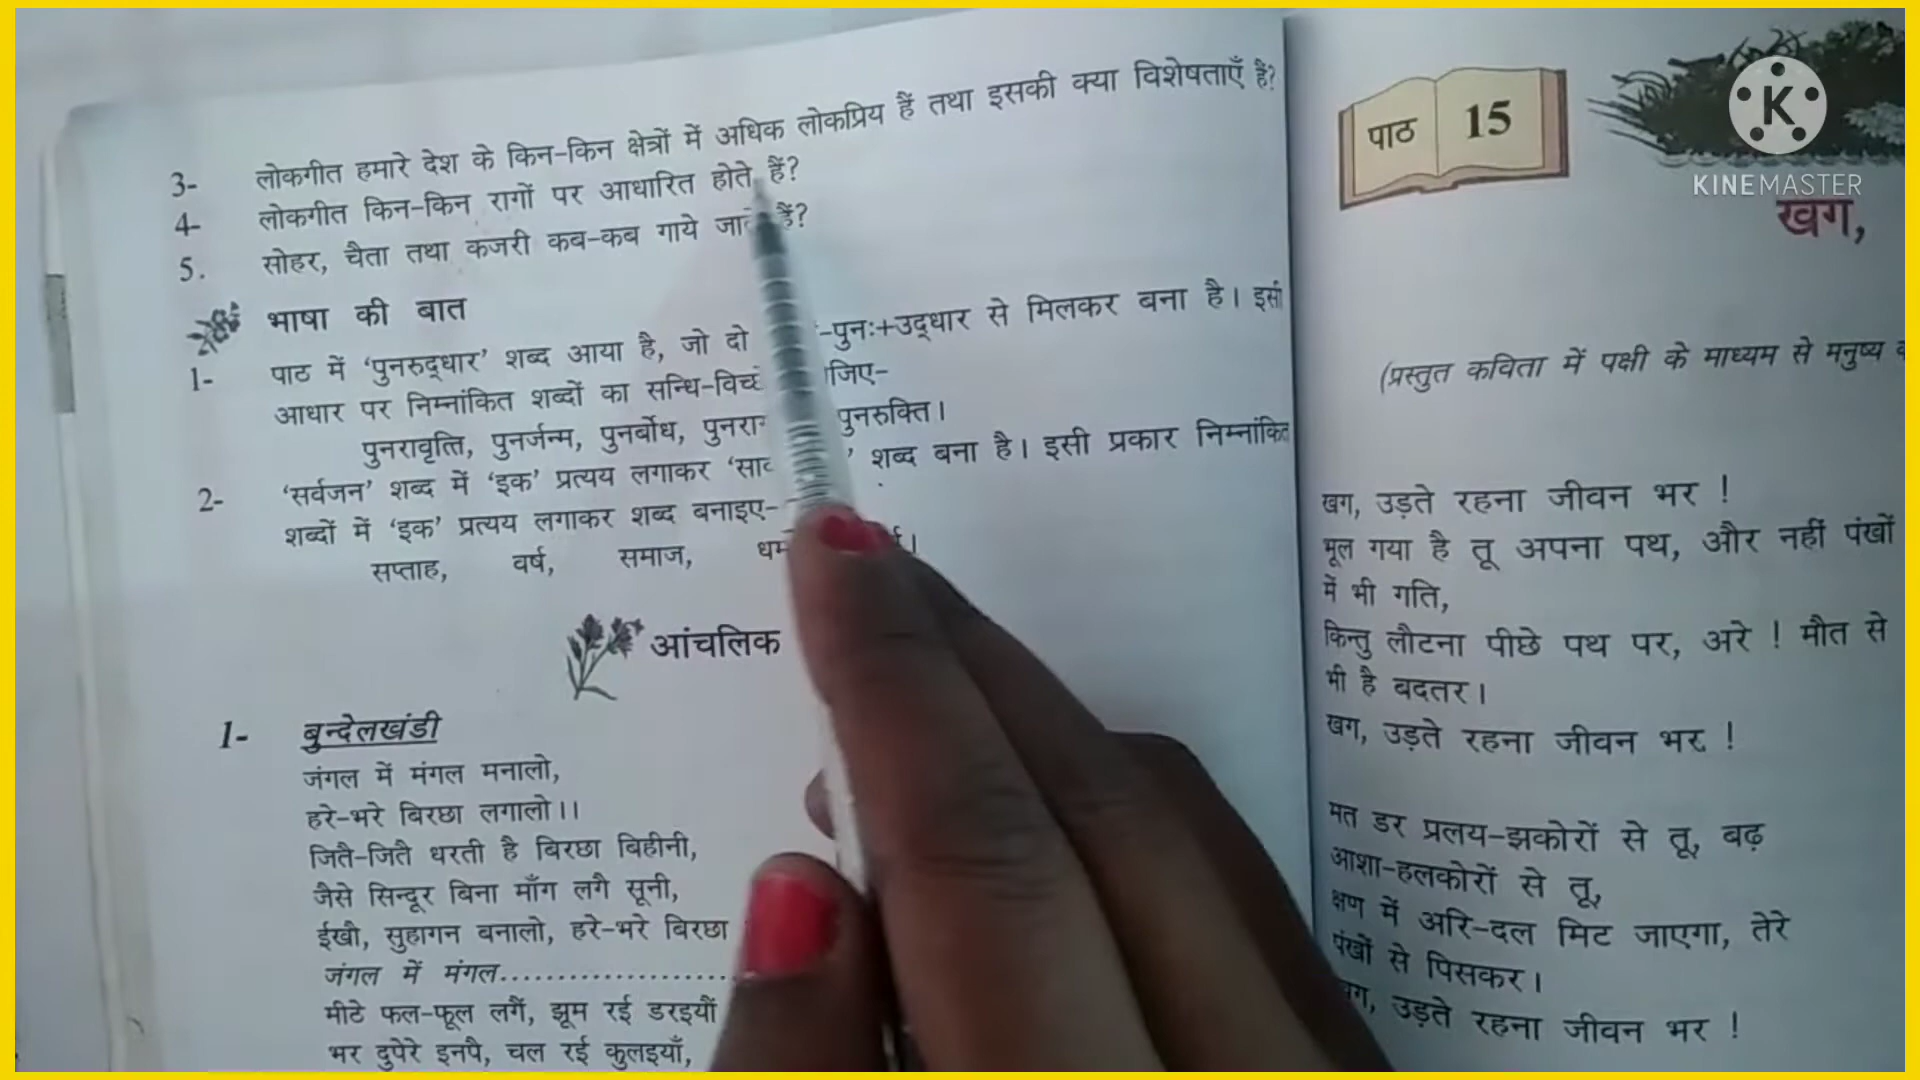 3- लोकगीत हमारे देश के किन-किन क्षेत्रों में अधिक लोकप्रिय हैं तथा इसकी क्या विशेषताएँ हैं?
4- लोकगीत किन-किन रागों पर आधारित होते हैं?
5. सोहर, चैता तथा कजरी कब-कब गाये हैं?
भाषा की बात
1- पाठ में ‘पुनरुद्धार’ शब्द आया है, जो दो -पुनः+उद्धार से मिलकर बना है। इसी
आधार पर निम्नांकित शब्दों का
पुनरावृत्ति, पुनर्जन्म, पुनर्बोध, पुनरुक्ति।
2- ‘सर्वजन’ शब्द में ‘इक’ प्रत्यय लगाकर शब्द बना है। इसी प्रकार निम्नांकित
शब्दों में ‘इक’ प्रत्यय लगाकर शब्द बनाइए-
सप्ताह, वर्ष, समाज,
आंचलिक
1- बुन्देलखंडी
जंगल में मंगल मनालो,
हरे-भरे बिरछा लगालो।।
जितै-जितै धरती है बिरछा बिहीनी,
जैसे सिन्दूर बिना माँग लगै सूनी,
ईखी, सुहागन बनालो, हरे-भरे बिरछा
जंगल में मंगल......................
मीटे फल-फूल लगैं, झूम रई डरइयाँ
भर दुपेरे इनपै, चल रई कुलइयाँ,
पाठ 15
K
KINEMASTER
खग,
(प्रस्तुत कविता में पक्षी के माध्यम से मनुष्य
खग, उड़ते रहना जीवन भर !
भूल गया है तू अपना पथ, और नहीं पंखों
में भी गति,
किन्तु लौटना पीछे पथ पर, अरे ! मौत से
भी है बदतर।
खग, उड़ते रहना जीवन भर !
मत डर प्रलय-झकोरों से तू, बढ़
आशा-हलकोरों से तू,
क्षण में अरि-दल मिट जाएगा, तेरे
पंखों से पिसकर।
उड़ते रहना जीवन भर !